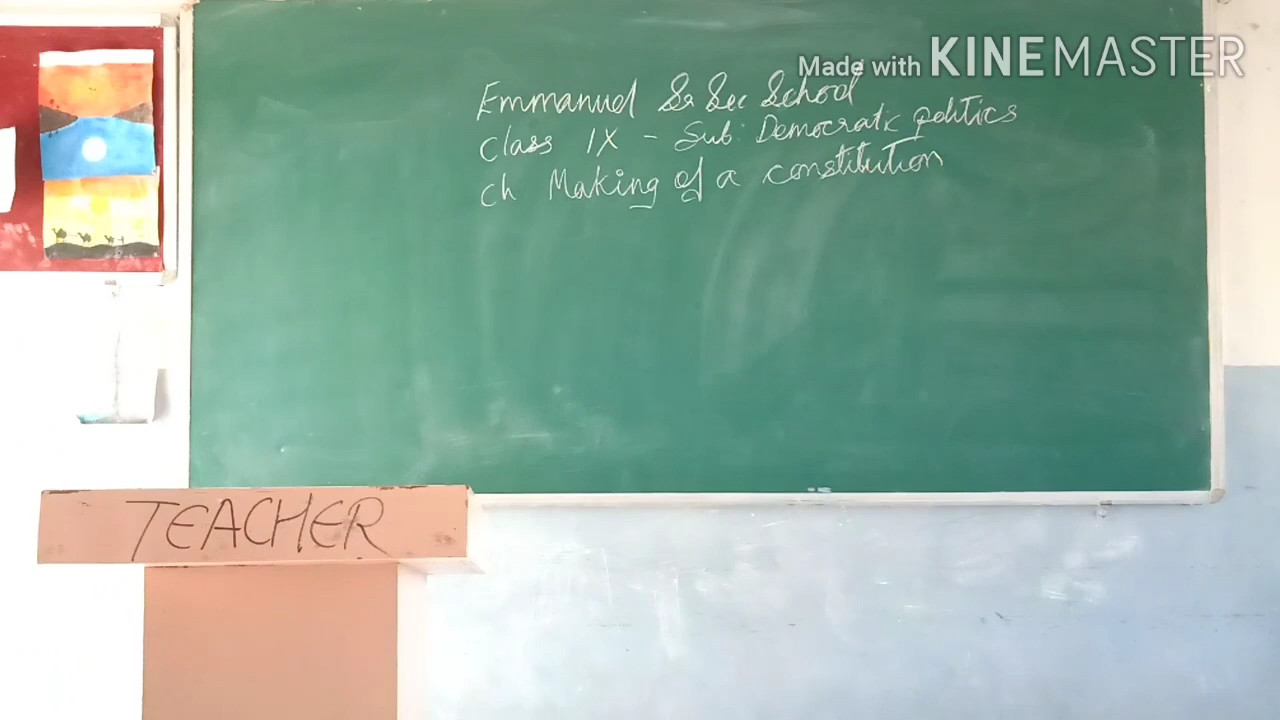 Made with KINEMASTER
Emmanuel Sr Sec School
Class IX - Sub: Democratic politics
Ch Making of a constitution
TEACHER